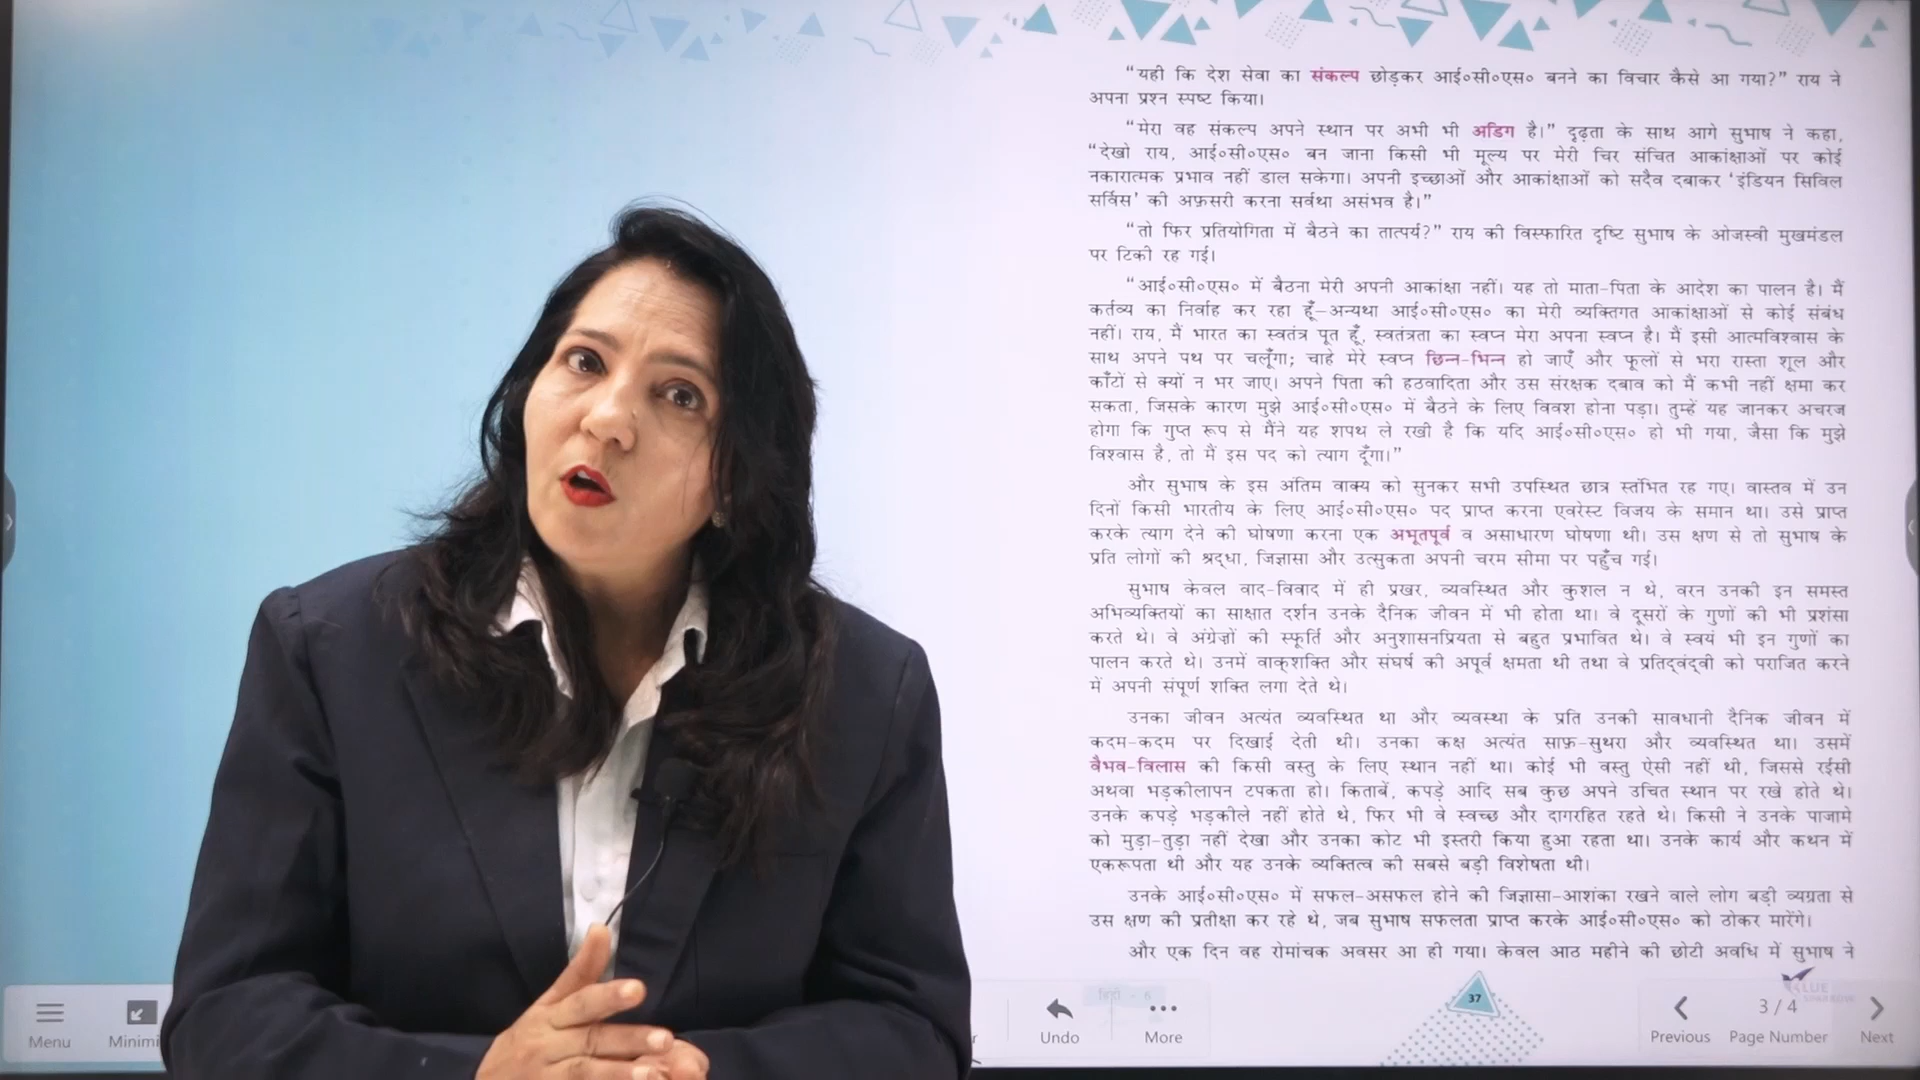 “यही कि देश सेवा का संकल्प छोड़कर आई०सी०एस० बनने का विचार कैसे आ गया?” राय ने
अपना प्रश्न स्पष्ट किया।
“मेरा वह संकल्प अपने स्थान पर अभी भी अडिग है।” दृढ़ता के साथ आगे सुभाष ने कहा,
“देखो राय, आई०सी०एस० बन जाना किसी भी मूल्य पर मेरी चिर संचित आकांक्षाओं पर कोई
नकारात्मक प्रभाव नहीं डाल सकेगा। अपनी इच्छाओं और आकांक्षाओं को सदैव दबाकर ‘इंडियन सिविल
सर्विस’ की अफ़सरी करना सर्वथा असंभव है।”
“तो फिर प्रतियोगिता में बैठने का तात्पर्य?” राय की विस्फारित दृष्टि सुभाष के ओजस्वी मुखमंडल
पर टिकी रह गई।
“आई०सी०एस० में बैठना मेरी अपनी आकांक्षा नहीं। यह तो माता-पिता के आदेश का पालन है। मैं
कर्तव्य का निर्वाह कर रहा हूँ—अन्यथा आई०सी०एस० का मेरी व्यक्तिगत आकांक्षाओं से कोई संबंध
नहीं। राय, मैं भारत का स्वतंत्र पूत हूँ, स्वतंत्रता का स्वप्न मेरा अपना स्वप्न है। मैं इसी आत्मविश्वास के
साथ अपने पथ पर चलूँगा; चाहे मेरे स्वप्न छिन्न-भिन्न हो जाएँ और फूलों से भरा रास्ता शूल और
काँटों से क्यों न भर जाए। अपने पिता की हठवादिता और उस संरक्षक दबाव को मैं कभी नहीं क्षमा कर
सकता, जिसके कारण मुझे आई०सी०एस० में बैठने के लिए विवश होना पड़ा। तुम्हें यह जानकर अचरज
होगा कि गुप्त रूप से मैंने यह शपथ ले रखी है कि यदि आई०सी०एस० हो भी गया, जैसा कि मुझे
विश्वास है, तो मैं इस पद को त्याग दूँगा।”
और सुभाष के इस अंतिम वाक्य को सुनकर सभी उपस्थित छात्र स्तंभित रह गए। वास्तव में उन
दिनों किसी भारतीय के लिए आई०सी०एस० पद प्राप्त करना एवरेस्ट विजय के समान था। उसे प्राप्त
करके त्याग देने की घोषणा करना एक अभूतपूर्व व असाधारण घोषणा थी। उस क्षण से तो सुभाष के
प्रति लोगों की श्रद्धा, जिज्ञासा और उत्सुकता अपनी चरम सीमा पर पहुँच गई।
सुभाष केवल वाद-विवाद में ही प्रखर, व्यवस्थित और कुशल न थे, वरन उनकी इन समस्त
अभिव्यक्तियों का साक्षात दर्शन उनके दैनिक जीवन में भी होता था। वे दूसरों के गुणों की भी प्रशंसा
करते थे। वे अंग्रेज़ों की स्फूर्ति और अनुशासनप्रियता से बहुत प्रभावित थे। वे स्वयं भी इन गुणों का
पालन करते थे। उनमें वाक्शक्ति और संघर्ष की अपूर्व क्षमता थी तथा वे प्रतिद्वंद्वी को पराजित करने
में अपनी संपूर्ण शक्ति लगा देते थे।
उनका जीवन अत्यंत व्यवस्थित था और व्यवस्था के प्रति उनकी सावधानी दैनिक जीवन में
कदम-कदम पर दिखाई देती थी। उनका कक्ष अत्यंत साफ़-सुथरा और व्यवस्थित था। उसमें
वैभव-विलास की किसी वस्तु के लिए स्थान नहीं था। कोई भी वस्तु ऐसी नहीं थी, जिससे रईसी
अथवा भड़कीलापन टपकता हो। किताबें, कपड़े आदि सब कुछ अपने उचित स्थान पर रखे होते थे।
उनके कपड़े भड़कीले नहीं होते थे, फिर भी वे स्वच्छ और दागरहित रहते थे। किसी ने उनके पाजामे
को मुड़ा-तुड़ा नहीं देखा और उनका कोट भी इस्तरी किया हुआ रहता था। उनके कार्य और कथन में
एकरूपता थी और यह उनके व्यक्तित्व की सबसे बड़ी विशेषता थी।
उनके आई०सी०एस० में सफल-असफल होने की जिज्ञासा-आशंका रखने वाले लोग बड़ी व्यग्रता से
उस क्षण की प्रतीक्षा कर रहे थे, जब सुभाष सफलता प्राप्त करके आई०सी०एस० को ठोकर मारेंगे।
और एक दिन वह रोमांचक अवसर आ ही गया। केवल आठ महीने की छोटी अवधि में सुभाष ने
37
Menu
Minimi
Undo
More
Previous
3 / 4
Page Number
Next